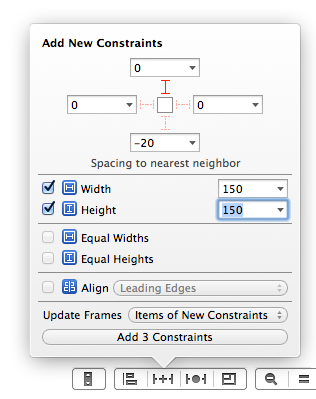 Add New Constraints
0
0 0
-20
Spacing to nearest neighbor
Width 150
Height 150
Equal Widths
Equal Heights
Align Leading Edges
Update Frames Items of New Constraints
Add 3 Constraints